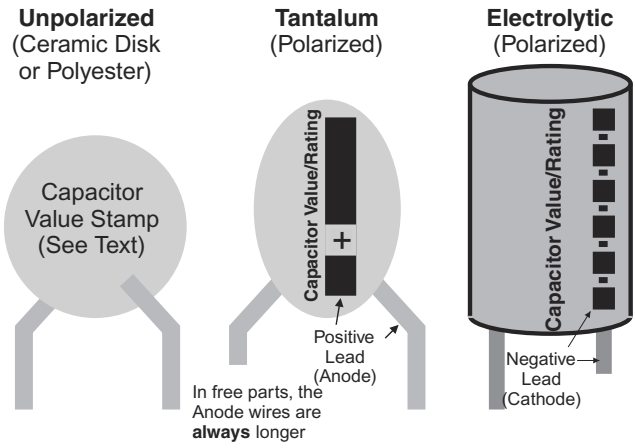 Unpolarized
(Ceramic Disk
or Polyester)
Capacitor
Value Stamp
(See Text)
Tantalum
(Polarized)
Capacitor Value/Rating
+
Positive
Lead
(Anode)
In free parts, the
Anode wires are
always longer
Electrolytic
(Polarized)
Capacitor Value/Rating
Negative
Lead
(Cathode)